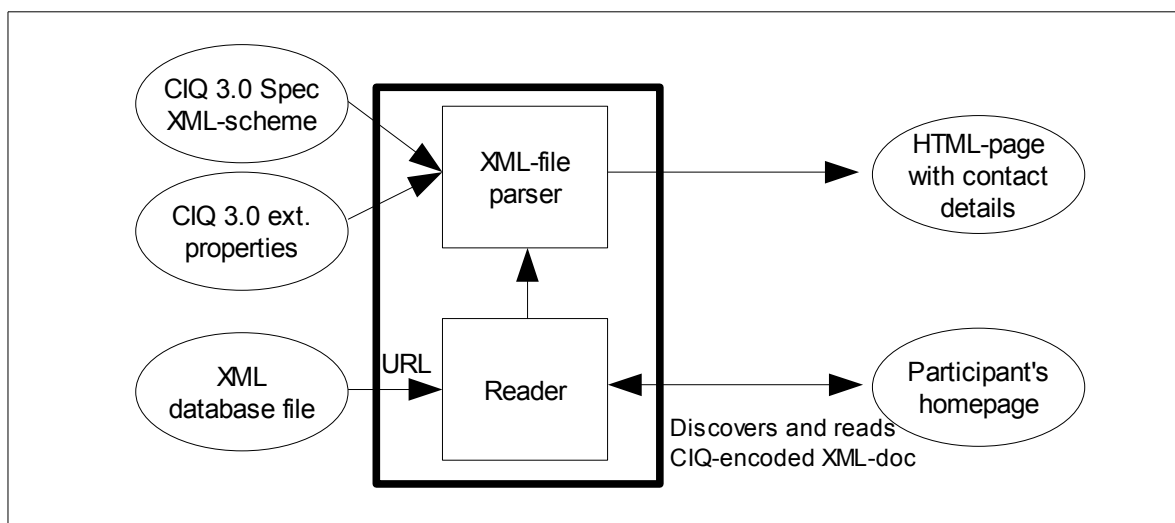 CIQ 3.0 Spec
XML-scheme
XML-file
parser
HTML-page
with contact
details
CIQ 3.0 ext.
properties
XML
database file
URL
Reader
Participant's
homepage
Discovers and reads
CIQ-encoded XML-doc